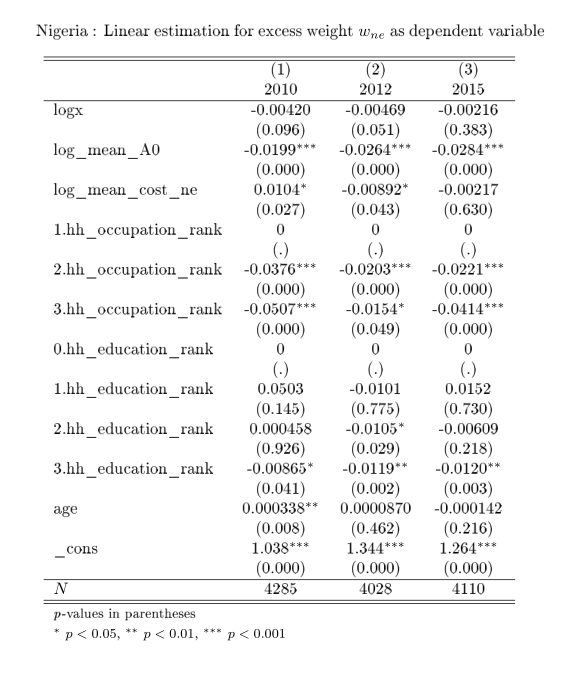 Nigeria : Linear estimation for excess weight w_ne as dependent variable
(1) (2) (3)
2010 2012 2015
logx -0.00420 -0.00469 -0.00216
(0.096) (0.051) (0.383)
log_mean_A0 -0.0199*** -0.0264*** -0.0284***
(0.000) (0.000) (0.000)
log_mean_cost_ne 0.0104* -0.00892* -0.00217
(0.027) (0.043) (0.630)
1.hh_occupation_rank 0 0 0
(.) (.) (.)
2.hh_occupation_rank -0.0376*** -0.0203*** -0.0221***
(0.000) (0.000) (0.000)
3.hh_occupation_rank -0.0507*** -0.0154* -0.0414***
(0.000) (0.049) (0.000)
0.hh_education_rank 0 0 0
(.) (.) (.)
1.hh_education_rank 0.0503 -0.0101 0.0152
(0.145) (0.775) (0.730)
2.hh_education_rank 0.000458 -0.0105* -0.00609
(0.926) (0.029) (0.218)
3.hh_education_rank -0.00865* -0.0119** -0.0120**
(0.041) (0.002) (0.003)
age 0.000338** 0.0000870 -0.000142
(0.008) (0.462) (0.216)
_cons 1.038*** 1.344*** 1.264***
(0.000) (0.000) (0.000)
N 4285 4028 4110
p-values in parentheses
* p < 0.05, ** p < 0.01, *** p < 0.001